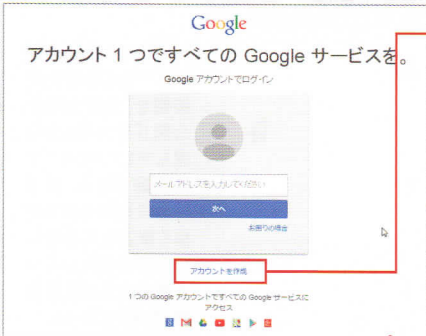 Google
アカウント 1 つですべての Google サービスを。
Google アカウントでログイン
メールアドレスを入力してください
次へ
お困りの場合
アカウントを作成
1 つの Google アカウントですべての Google サービスに
アクセス